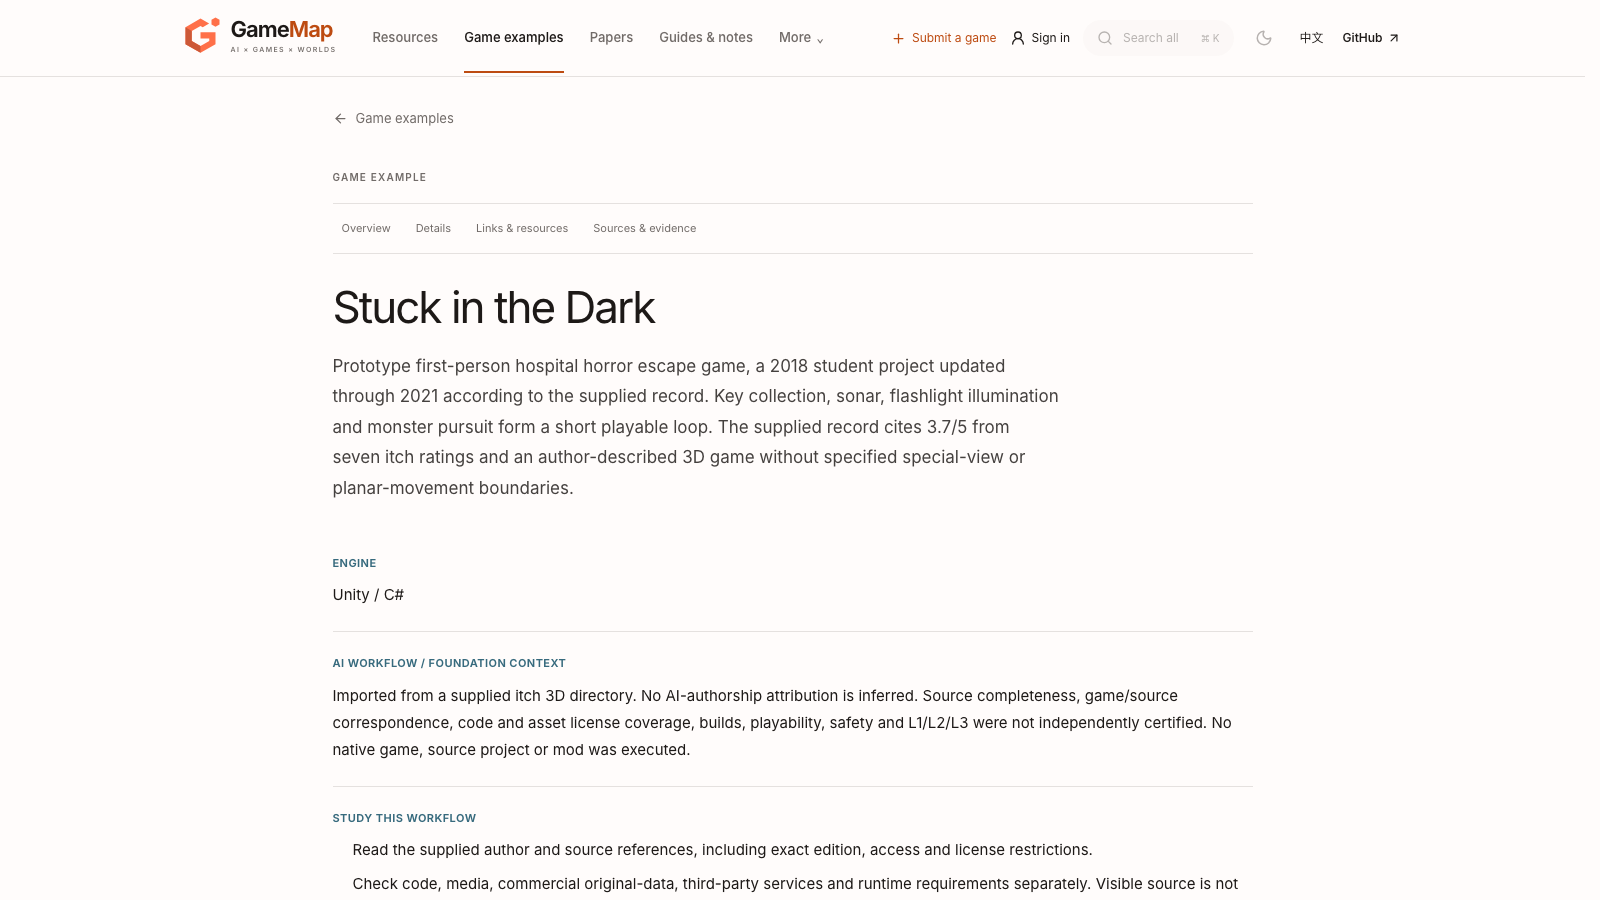 GameMap
AI × GAMES × WORLDS
Resources
Game examples
Papers
Guides & notes
More
Submit a game
Sign in
Search all
⌘ K
中文
GitHub
Game examples
GAME EXAMPLE
Overview
Details
Links & resources
Sources & evidence
Stuck in the Dark
Prototype first-person hospital horror escape game, a 2018 student project updated
through 2021 according to the supplied record. Key collection, sonar, flashlight illumination
and monster pursuit form a short playable loop. The supplied record cites 3.7/5 from
seven itch ratings and an author-described 3D game without specified special-view or
planar-movement boundaries.
ENGINE
Unity / C#
AI WORKFLOW / FOUNDATION CONTEXT
Imported from a supplied itch 3D directory. No AI-authorship attribution is inferred. Source completeness, game/source
correspondence, code and asset license coverage, builds, playability, safety and L1/L2/L3 were not independently certified. No
native game, source project or mod was executed.
STUDY THIS WORKFLOW
Read the supplied author and source references, including exact edition, access and license restrictions.
Check code, media, commercial original-data, third-party services and runtime requirements separately. Visible source is not